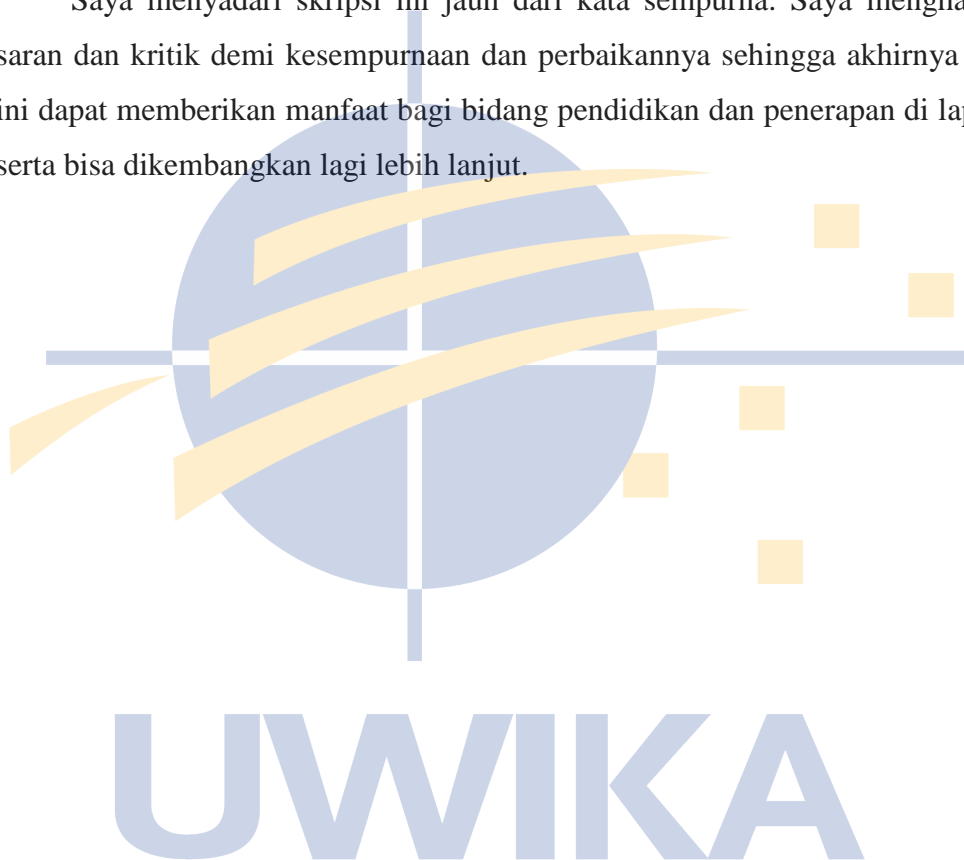 Saya menyadari skripsi ini jauh dari kata sempurna. Saya mengha
saran dan kritik demi kesempurnaan dan perbaikannya sehingga akhirnya
ini dapat memberikan manfaat bagi bidang pendidikan dan penerapan di lap
serta bisa dikembangkan lagi lebih lanjut.
UWIKA